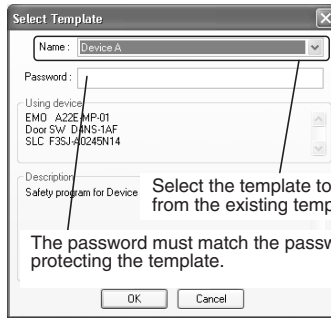 Select Template
Name : Device A
Password :
Using device
EMO A22E-MP-01
Door SW D4NS-1AF
SLC F3SJ-A0245N14
Description
Safety program for Device
Select the template to
from the existing temp
The password must match the passw
protecting the template.
OK Cancel